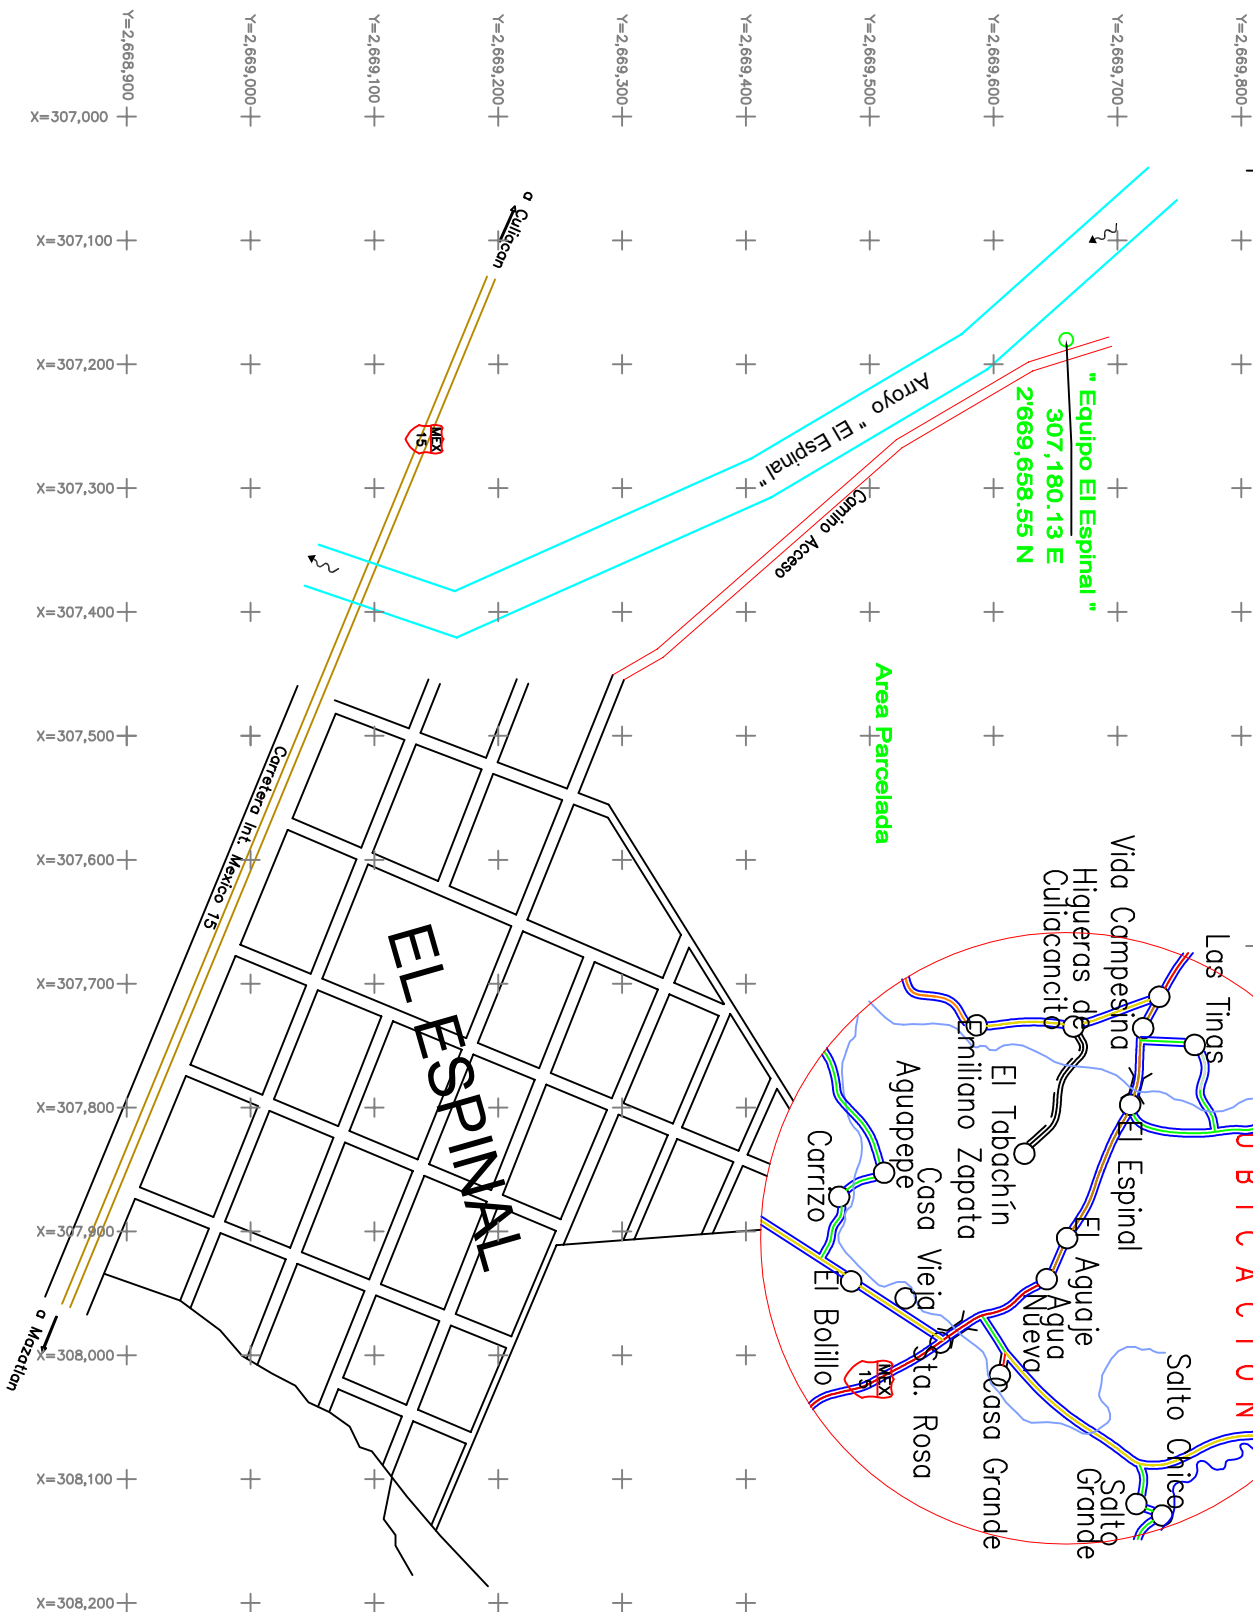 Y=2,668,900
Y=2,669,000
Y=2,669,100
Y=2,669,200
Y=2,669,300
Y=2,669,400
Y=2,669,500
Y=2,669,600
Y=2,669,700
Y=2,669,800
X=307,000
X=307,100
X=307,200
X=307,300
X=307,400
X=307,500
X=307,600
X=307,700
X=307,800
X=307,900
X=308,000
X=308,100
X=308,200
a Culiacan
MEX
15
Arroyo " El Espinal"
Camino Acceso
" Equipo El Espinal "
307,180.13 E
2'669,658.55 N
Area Parcelada
Carretera Int. Mexico 15
EL ESPINAL
a Mazatlan
UBICACION
Las Tinas
Vida Campesina
Higueras de
Culiacancito
Emiliano Zapata
El Tabachín
El Espinal
Aguapepe
Carrizo
Casa Vieja
El Aguaje
Agua
Nueva
El Bolillo
Sta. Rosa
MEX
15
Casa Grande
Salto Chico
Salto
Grande